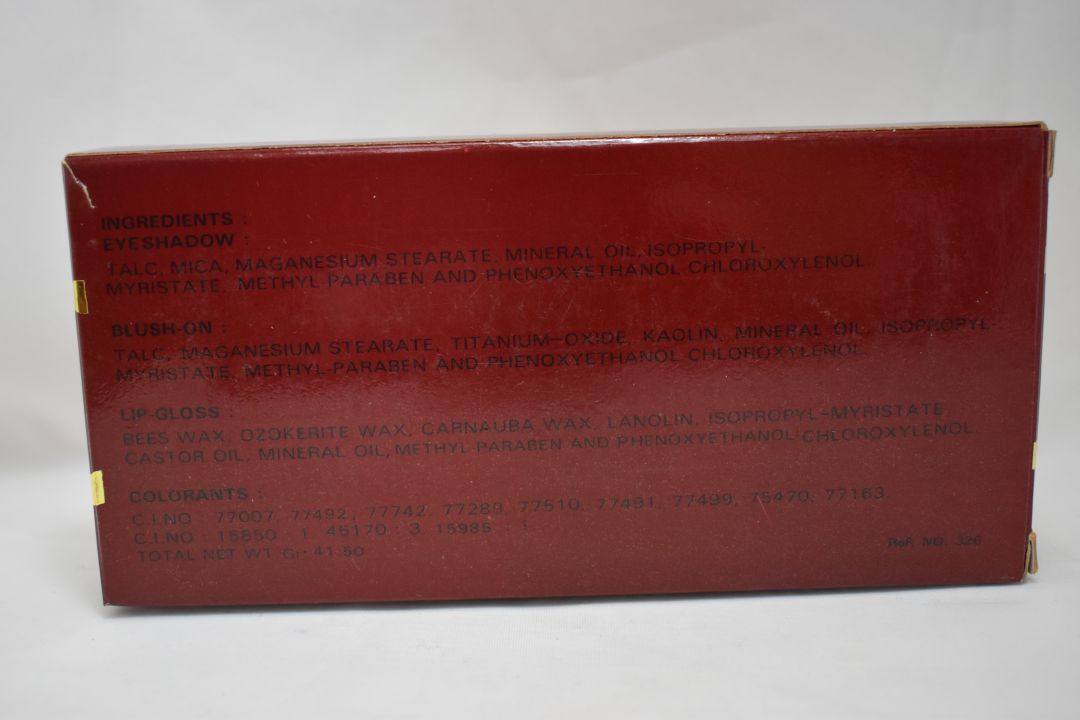 INGREDIENTS :
EYESHADOW :
TALC, MICA, MAGANESIUM STEARATE, MINERAL OIL, ISOPROPYL-
MYRISTATE, METHYL-PARABEN AND PHENOXYETHANOL-CHLOROXYLENOL.
BLUSH-ON :
TALC, MAGANESIUM STEARATE, TITANIUM-OXIDE, KAOLIN, MINERAL OIL, ISOPROPYL-
MYRISTATE, METHYL-PARABEN AND PHENOXYETHANOL-CHLOROXYLENOL.
LIP-GLOSS :
BEES WAX, OZOKERITE WAX, CARNAUBA WAX, LANOLIN, ISOPROPYL-MYRISTATE
CASTOR OIL, MINERAL OIL, METHYL-PARABEN AND PHENOXYETHANOL-CHLOROXYLENOL.
COLORANTS :
C.I.NO : 77007, 77492, 77742, 77289, 77510, 77491, 77499, 75470, 77163
C.I.NO : 15850 : 1, 45170 : 3, 15985 : 1
TOTAL NET WT Gr 41.50
Ref. NO. 326